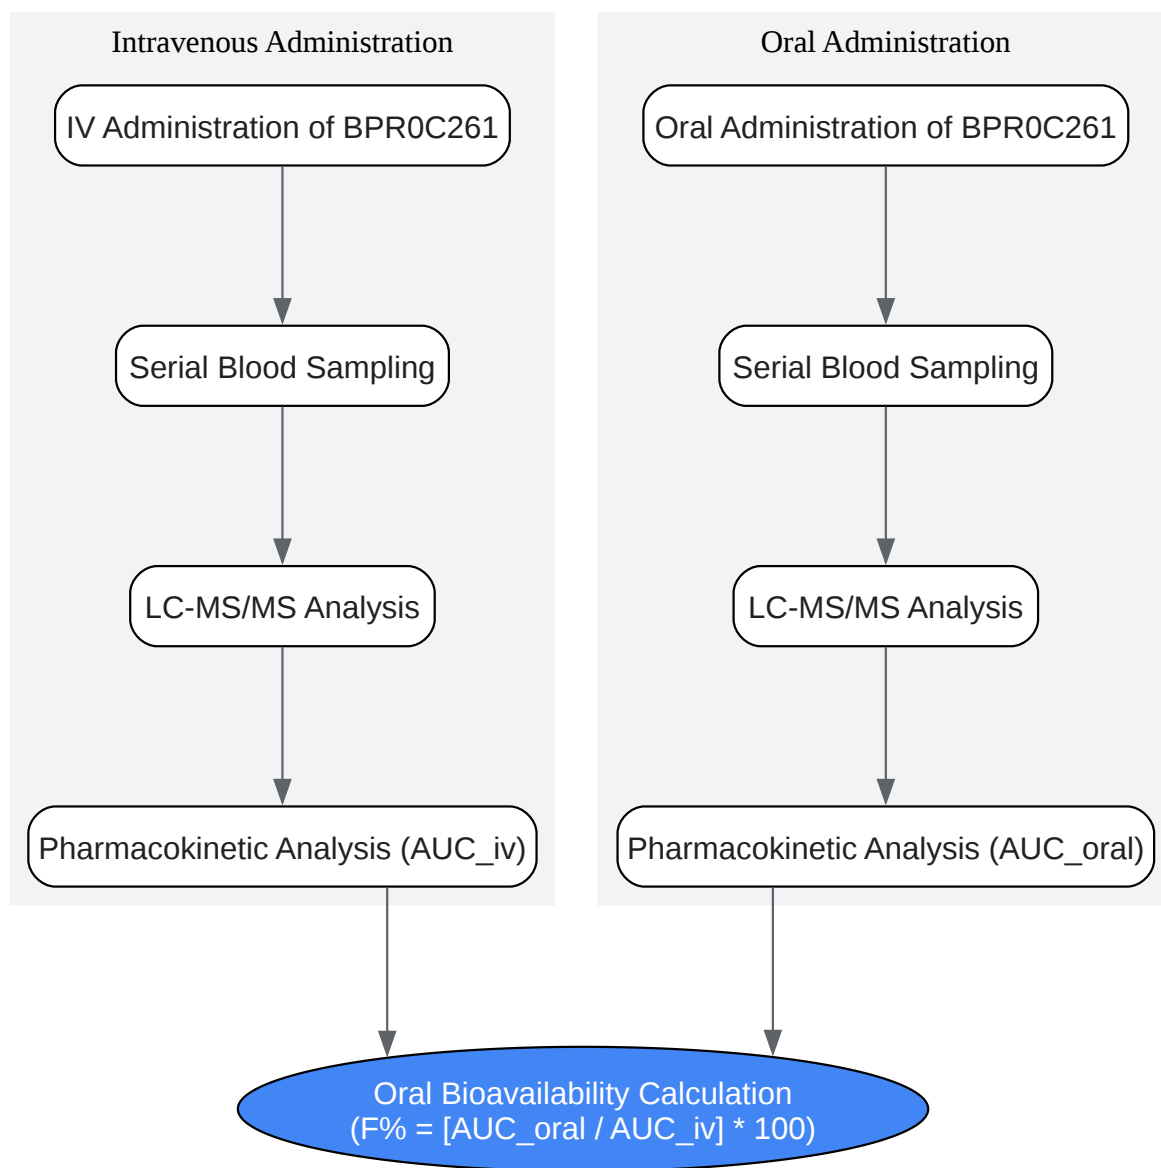 Intravenous Administration
IV Administration of BPR0C261
Serial Blood Sampling
LC-MS/MS Analysis
Pharmacokinetic Analysis (AUC_iv)
Oral Administration
Oral Administration of BPR0C261
Serial Blood Sampling
LC-MS/MS Analysis
Pharmacokinetic Analysis (AUC_oral)
Oral Bioavailability Calculation
(F% = [AUC_oral / AUC_iv] * 100)